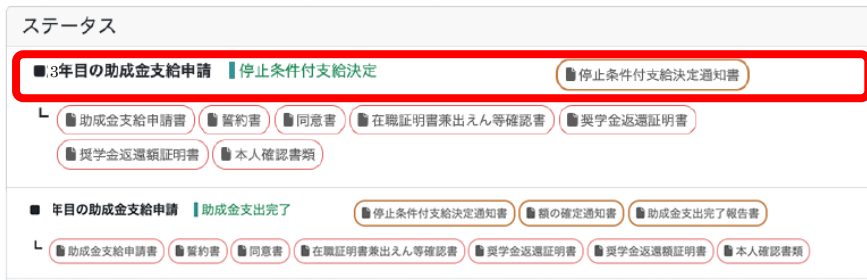 ステータス
■3年目の助成金支給申請 停止条件付支給決定 停止条件付支給決定通知書
助成金支給申請書 誓約書 同意書 在職証明書兼出えん等確認書 奨学金返還証明書
奨学金返還額証明書 本人確認書類
■ 年目の助成金支給申請 助成金支出完了 停止条件付支給決定通知書 額の確定通知書 助成金支出完了報告書
助成金支給申請書 誓約書 同意書 在職証明書兼出えん等確認書 奨学金返還証明書 奨学金返還額証明書 本人確認書類